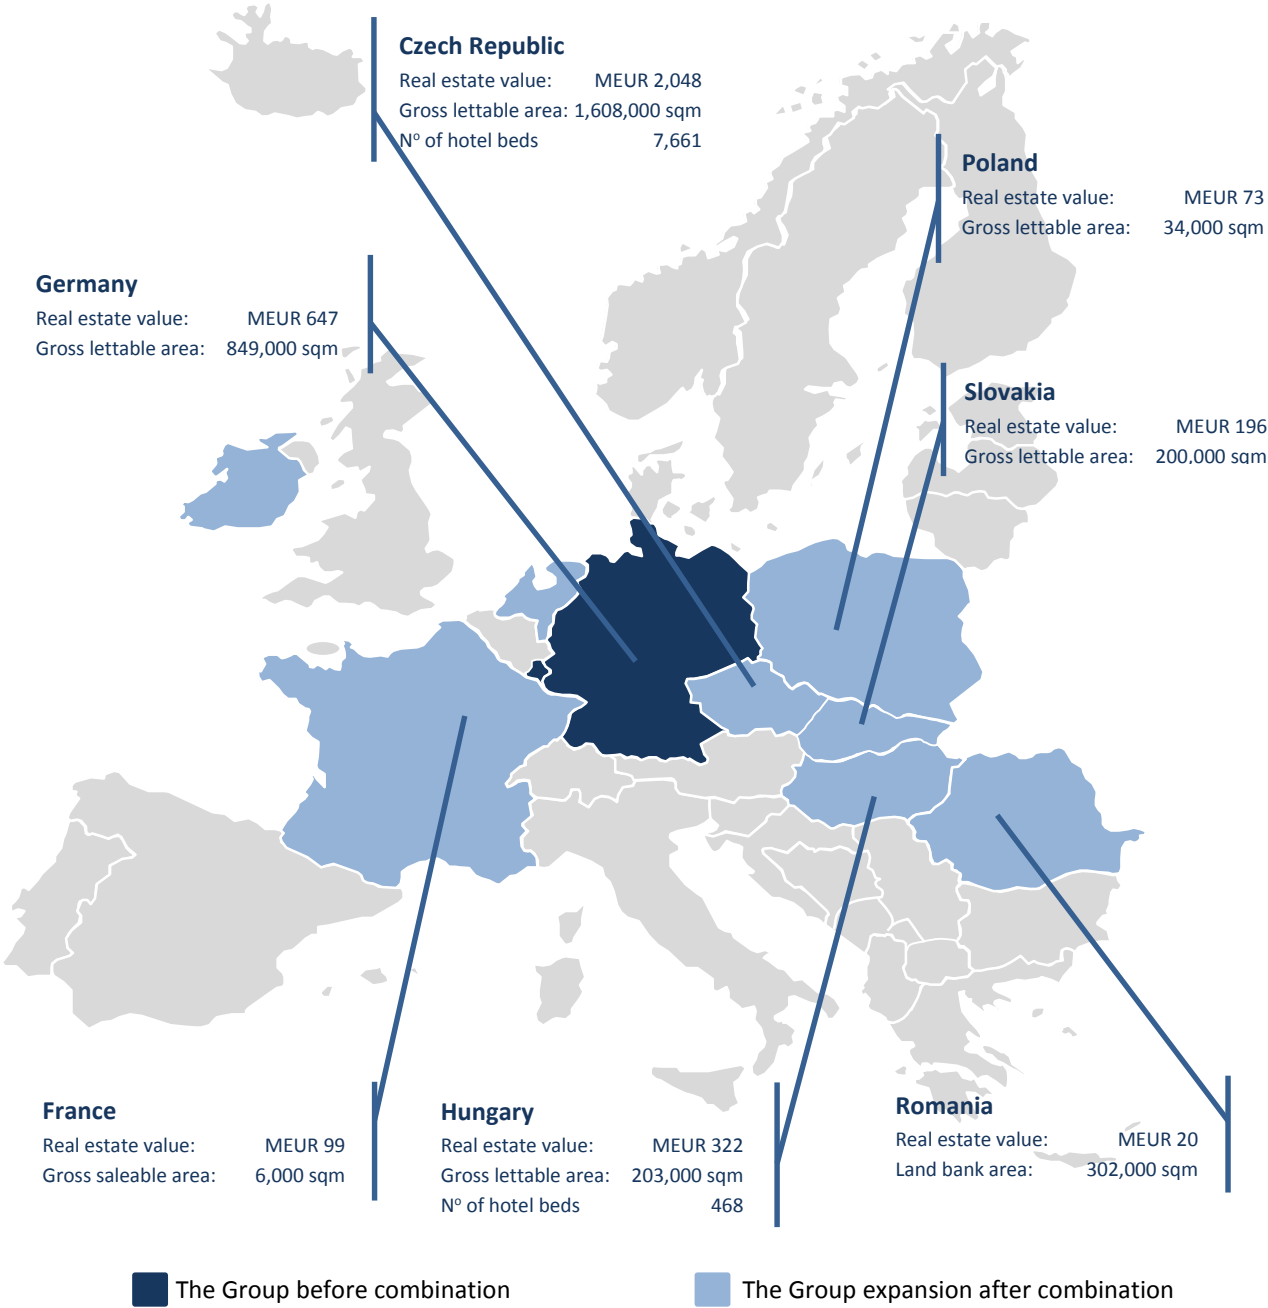 Czech Republic
Real estate value: MEUR 2,048
Gross lettable area: 1,608,000 sqm
Nº of hotel beds 7,661
Poland
Real estate value: MEUR 73
Gross lettable area: 34,000 sqm
Germany
Real estate value: MEUR 647
Gross lettable area: 849,000 sqm
Slovakia
Real estate value: MEUR 196
Gross lettable area: 200,000 sqm
France
Real estate value: MEUR 99
Gross saleable area: 6,000 sqm
Hungary
Real estate value: MEUR 322
Gross lettable area: 203,000 sqm
Nº of hotel beds 468
Romania
Real estate value: MEUR 20
Land bank area: 302,000 sqm
The Group before combination
The Group expansion after combination